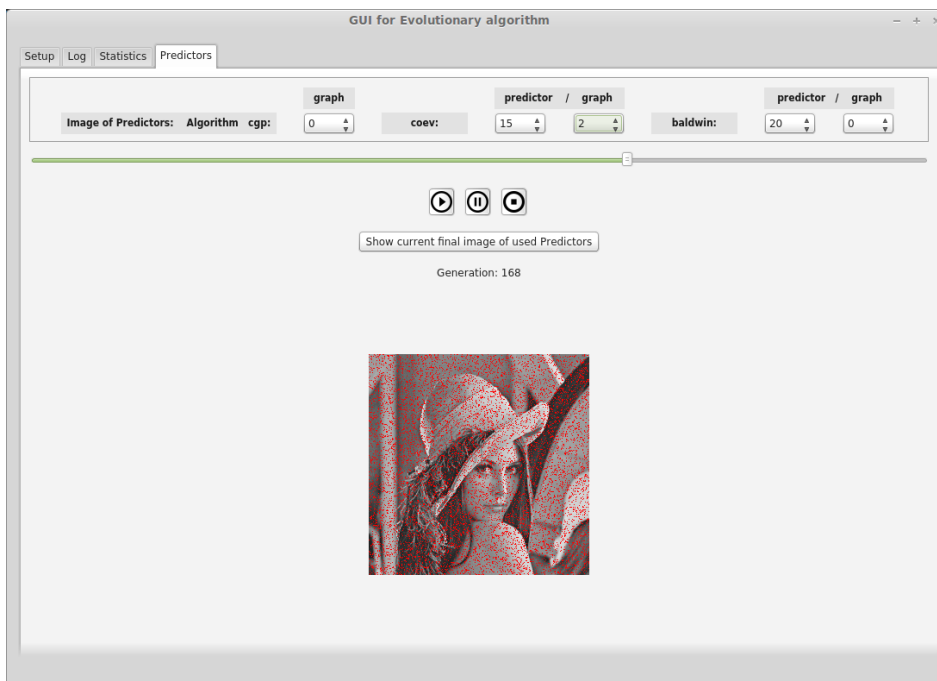 GUI for Evolutionary algorithm
Setup Log Statistics Predictors
graph predictor / graph predictor / graph
Image of Predictors: Algorithm cgp: 0 coev: 15 2 baldwin: 20 0
Show current final image of used Predictors
Generation: 168